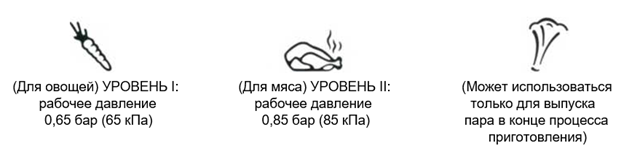 (Для овощей) УРОВЕНЬ I:
рабочее давление
0,65 бар (65 кПа)
(Для мяса) УРОВЕНЬ II:
рабочее давление
0,85 бар (85 кПа)
(Может использоваться
только для выпуска
пара в конце процесса
приготовления)